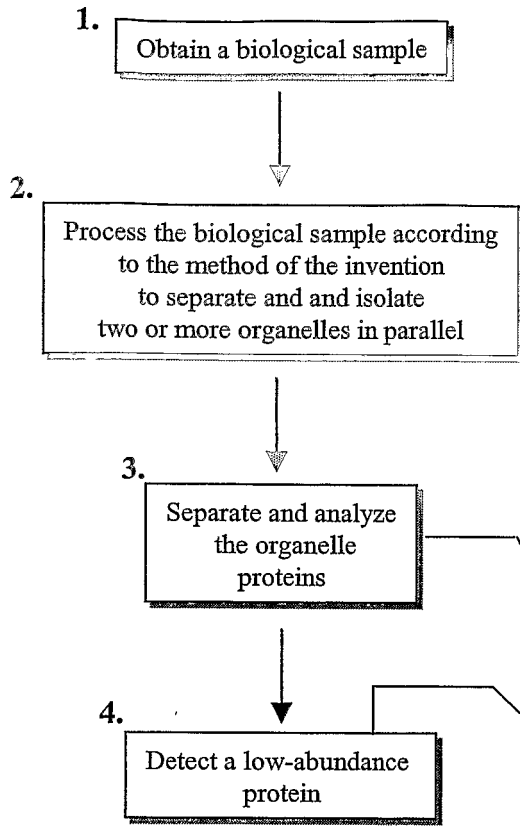 1.
Obtain a biological sample
2.
Process the biological sample according
to the method of the invention
to separate and and isolate
two or more organelles in parallel
3.
Separate and analyze
the organelle
proteins
4.
Detect a low-abundance
protein